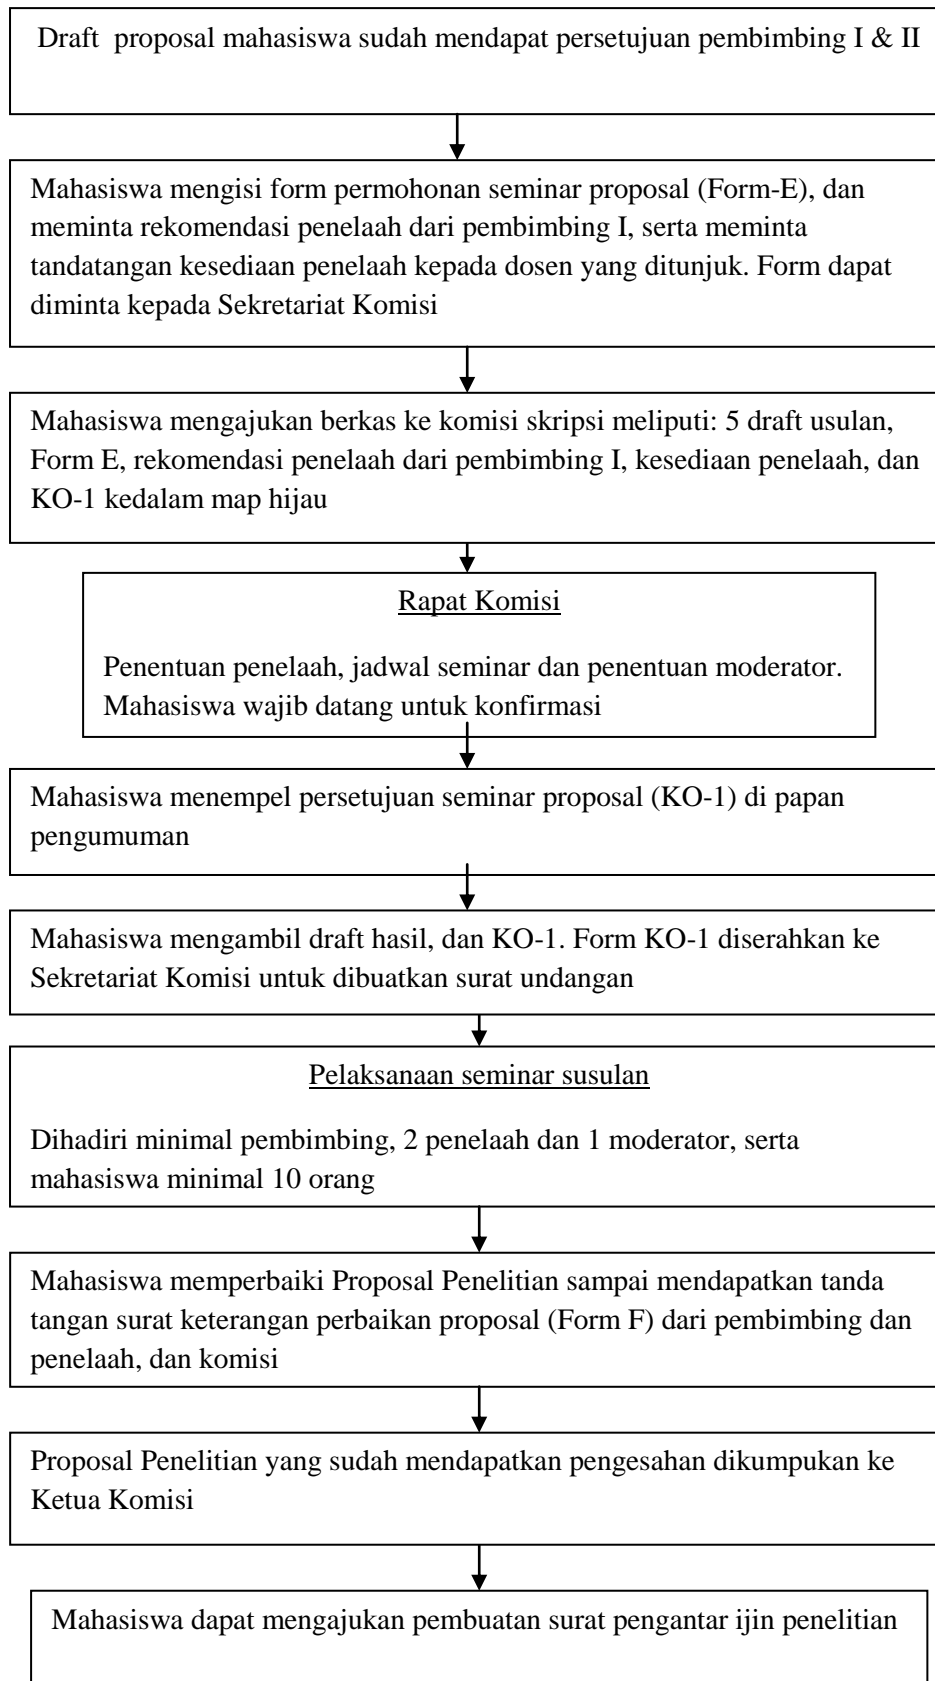 Draft  proposal mahasiswa sudah mendapat persetujuan pembimbing I & II
Mahasiswa mengisi form permohonan seminar proposal (Form-E), dan
meminta rekomendasi penelaah dari pembimbing I, serta meminta
tandatangan kesediaan penelaah kepada dosen yang ditunjuk. Form dapat
diminta kepada Sekretariat Komisi
Mahasiswa mengajukan berkas ke komisi skripsi meliputi: 5 draft usulan,
Form E, rekomendasi penelaah dari pembimbing I, kesediaan penelaah, dan
KO-1 kedalam map hijau
Rapat Komisi
Penentuan penelaah, jadwal seminar dan penentuan moderator.
Mahasiswa wajib datang untuk konfirmasi
Mahasiswa menempel persetujuan seminar proposal (KO-1) di papan
pengumuman
Mahasiswa mengambil draft hasil, dan KO-1. Form KO-1 diserahkan ke
Sekretariat Komisi untuk dibuatkan surat undangan
Pelaksanaan seminar susulan
Dihadiri minimal pembimbing, 2 penelaah dan 1 moderator, serta
mahasiswa minimal 10 orang
Mahasiswa memperbaiki Proposal Penelitian sampai mendapatkan tanda
tangan surat keterangan perbaikan proposal (Form F) dari pembimbing dan
penelaah, dan komisi
Proposal Penelitian yang sudah mendapatkan pengesahan dikumpukan ke
Ketua Komisi
Mahasiswa dapat mengajukan pembuatan surat pengantar ijin penelitian